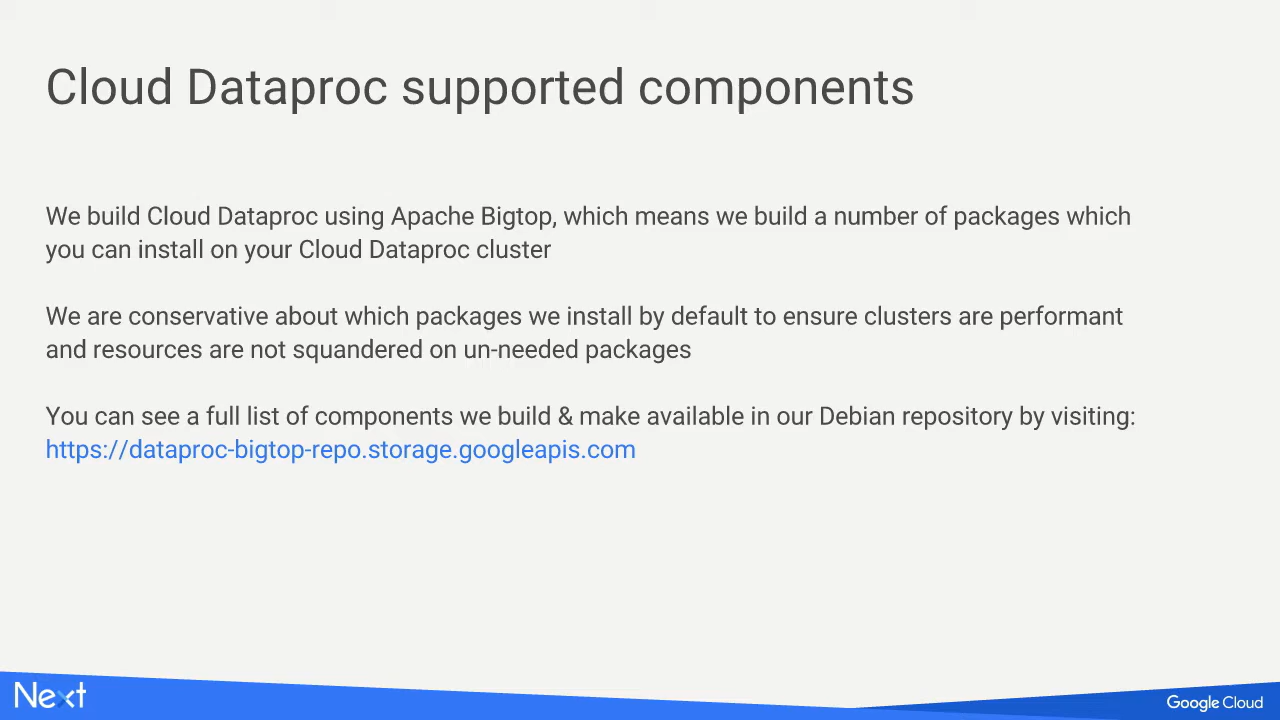 Cloud Dataproc supported components
We build Cloud Dataproc using Apache Bigtop, which means we build a number of packages which
you can install on your Cloud Dataproc cluster
We are conservative about which packages we install by default to ensure clusters are performant
and resources are not squandered on un-needed packages
You can see a full list of components we build & make available in our Debian repository by visiting:
https://dataproc-bigtop-repo.storage.googleapis.com
Next
Google Cloud